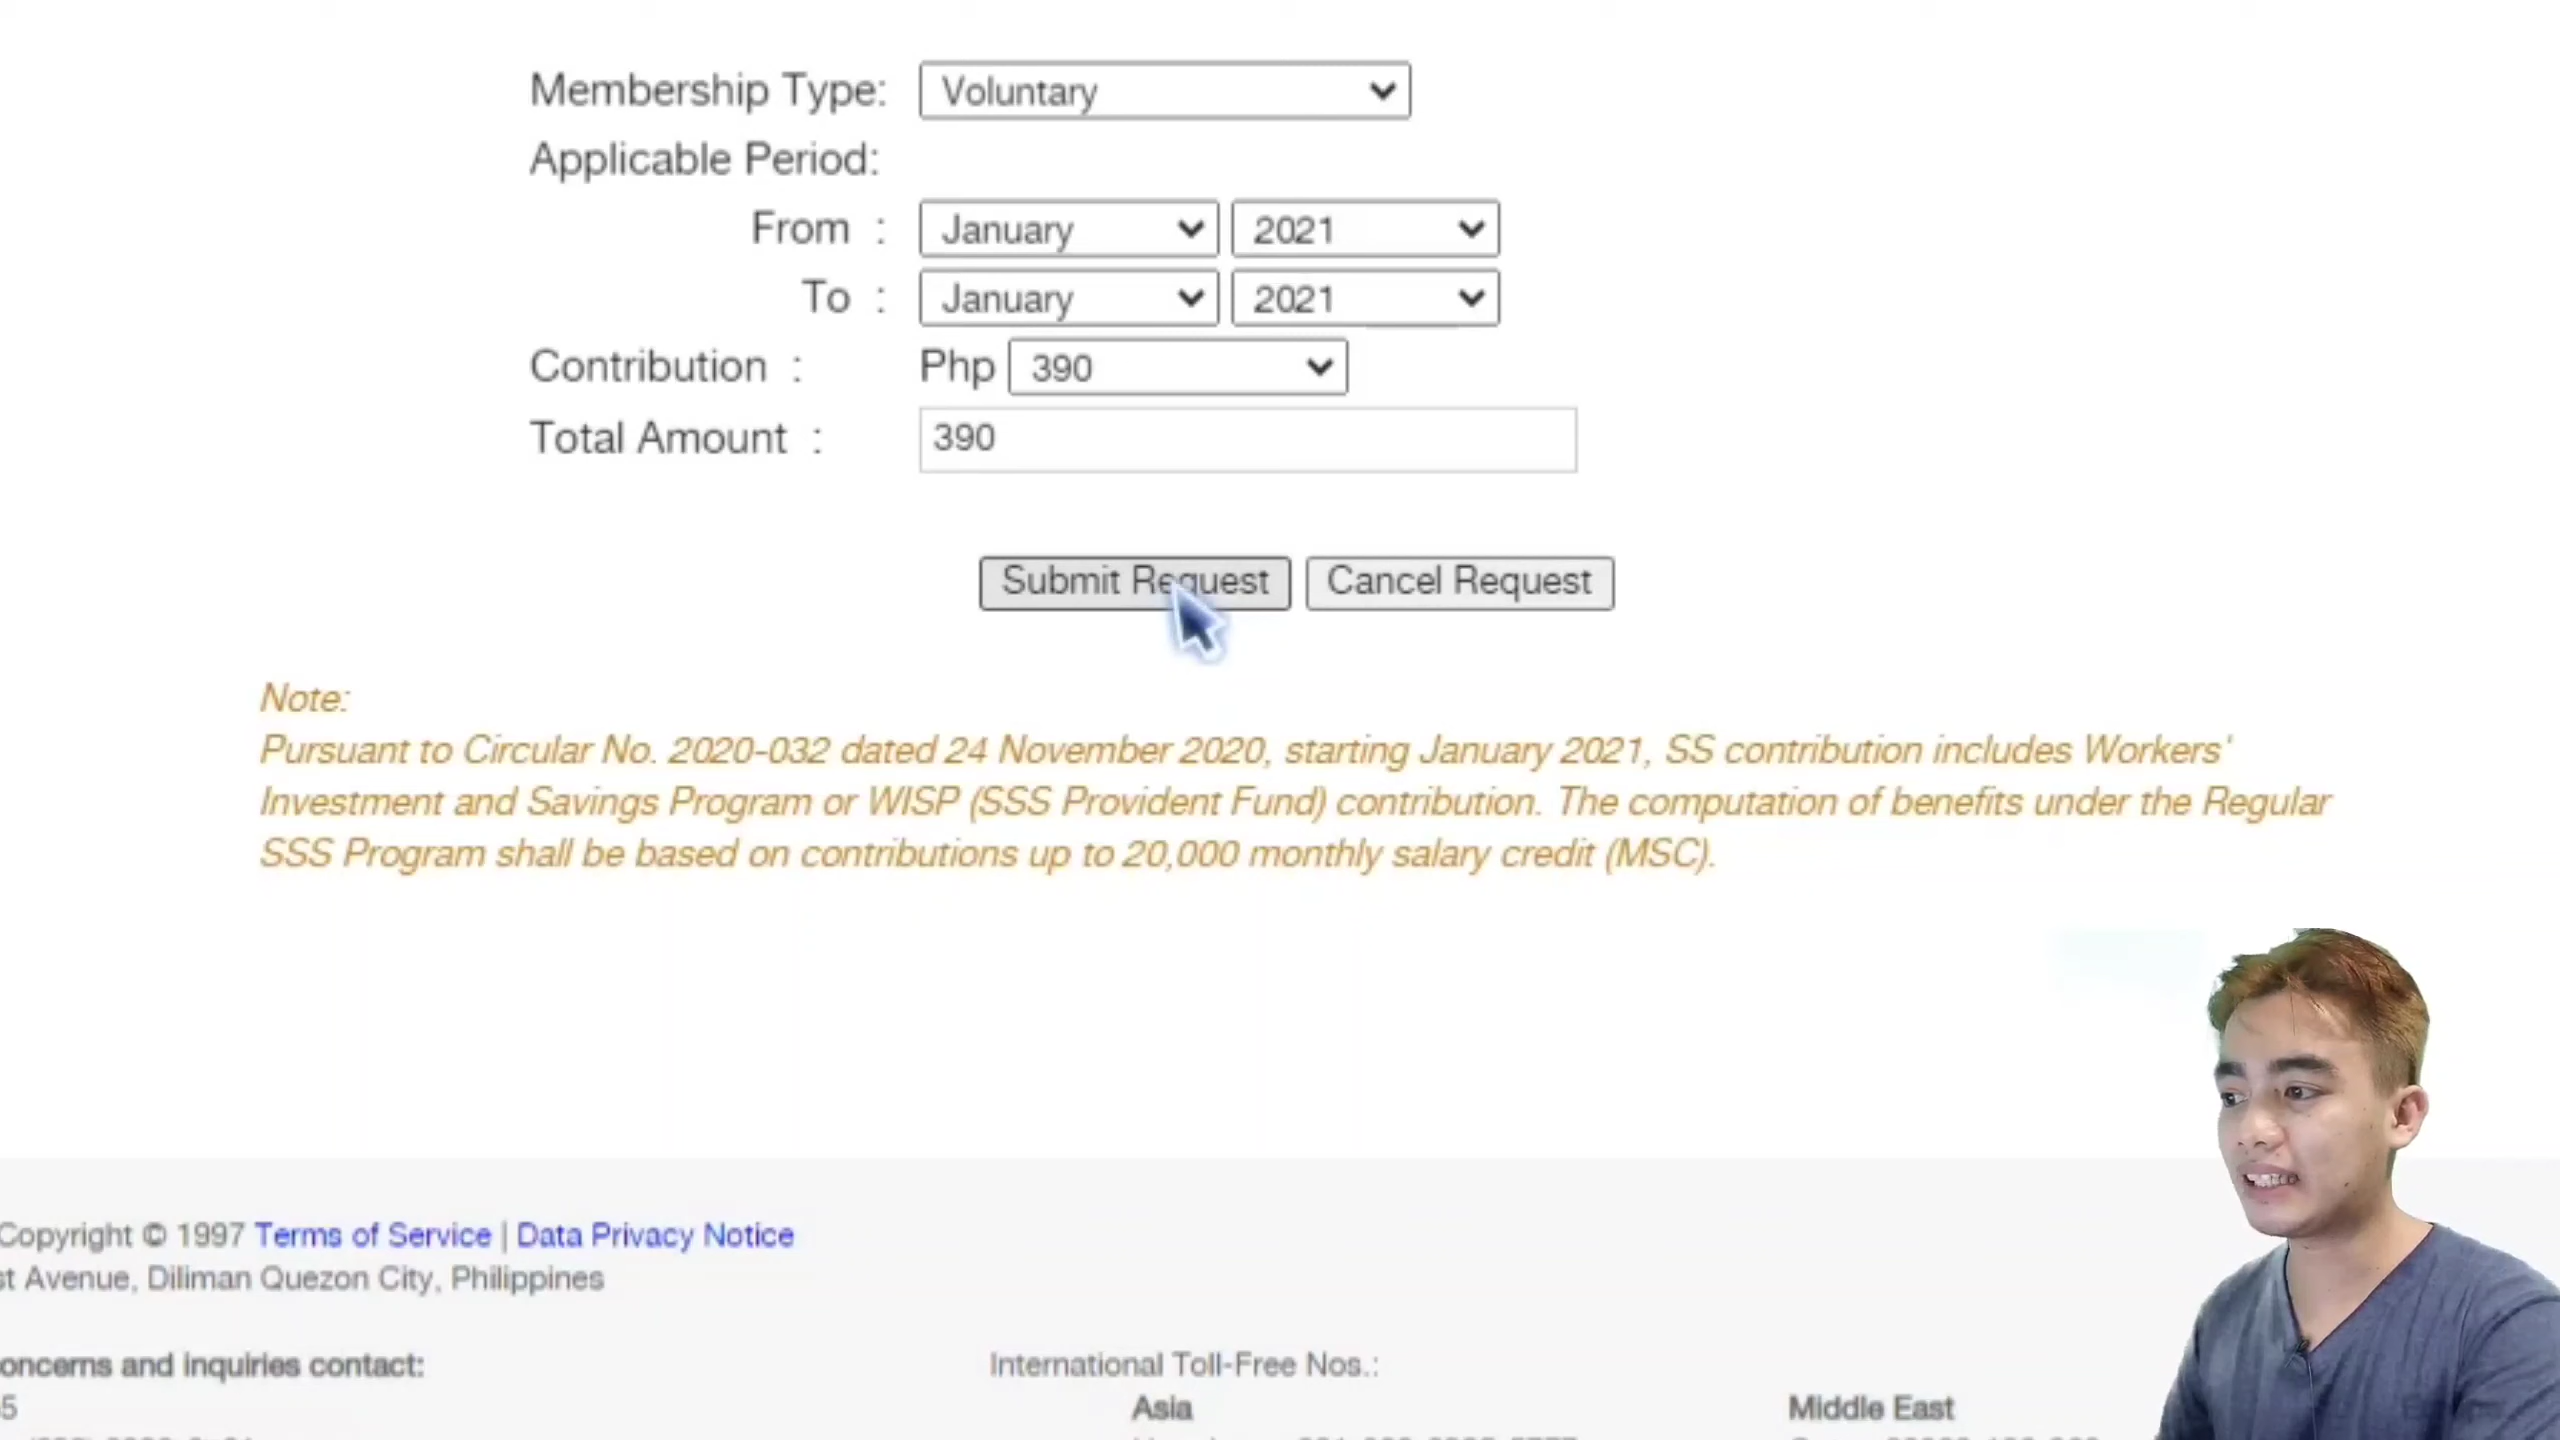 Membership Type: Voluntary
Applicable Period:
From : January 2021
To : January 2021
Contribution : Php 390
Total Amount : 390
Submit Request Cancel Request
Note:
Pursuant to Circular No. 2020-032 dated 24 November 2020, starting January 2021, SS contribution includes Workers'
Investment and Savings Program or WISP (SSS Provident Fund) contribution. The computation of benefits under the Regular
SSS Program shall be based on contributions up to 20,000 monthly salary credit (MSC).
Copyright © 1997 Terms of Service | Data Privacy Notice
st Avenue, Diliman Quezon City, Philippines
oncerns and inquiries contact:
International Toll-Free Nos.:
5
Asia
Middle East